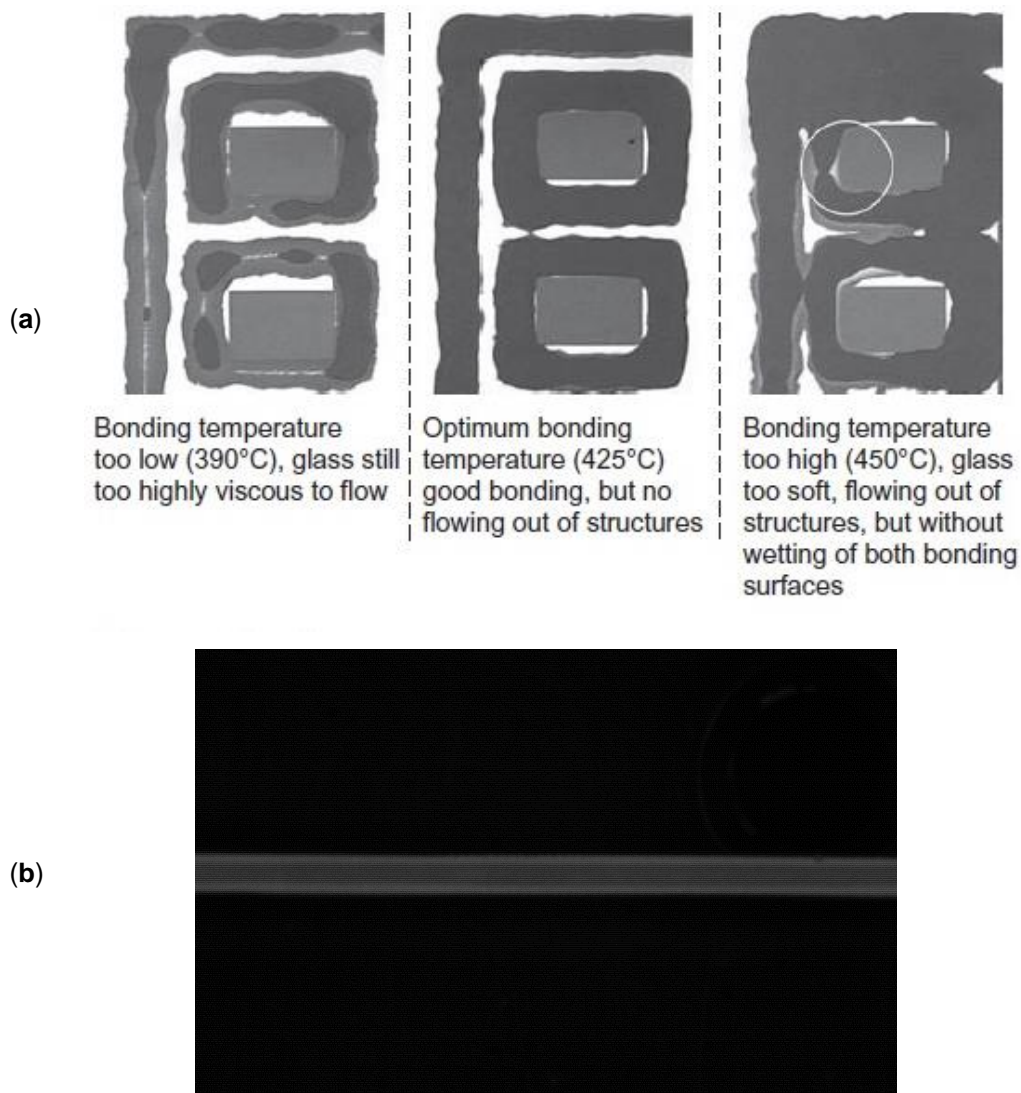 (a)
Bonding temperature
too low (390°C), glass still
too highly viscous to flow
Optimum bonding
temperature (425°C)
good bonding, but no
flowing out of structures
Bonding temperature
too high (450°C), glass
too soft, flowing out of
structures, but without
wetting of both bonding
surfaces
(b)